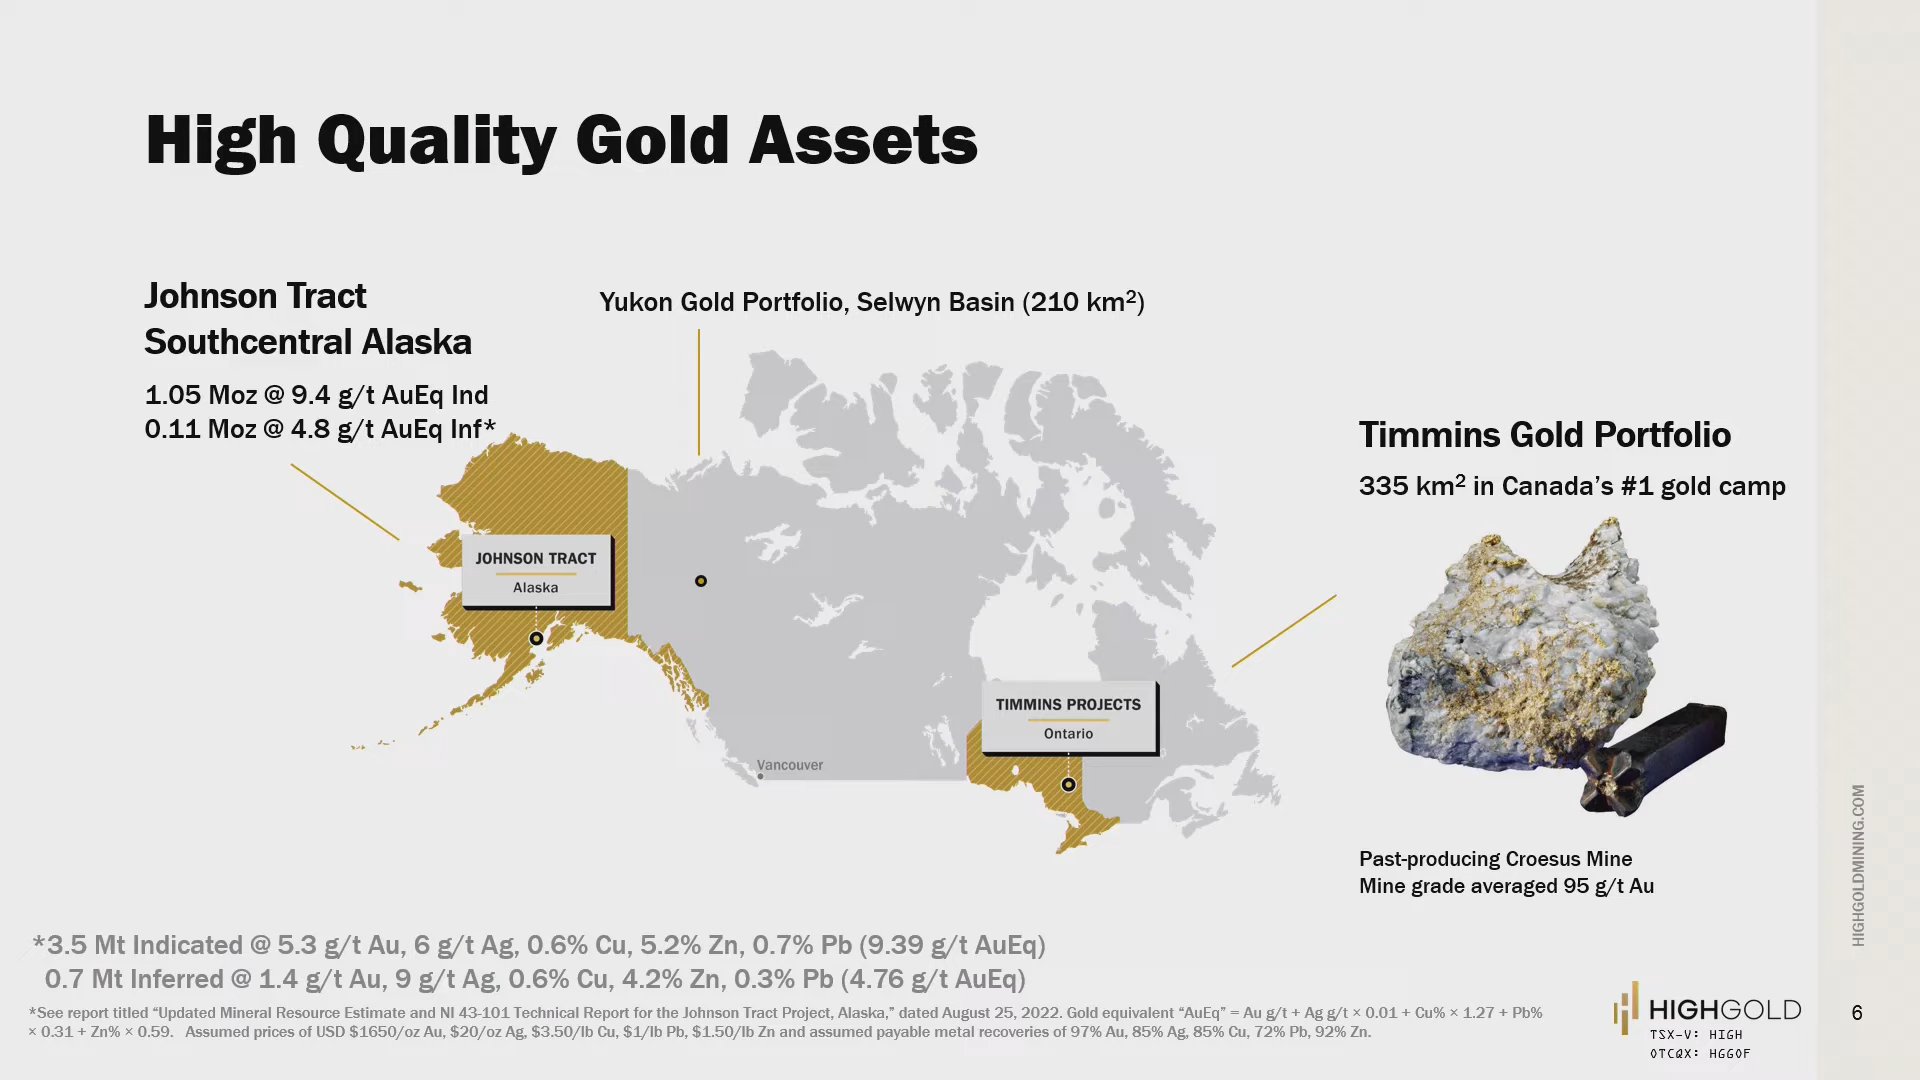 High Quality Gold Assets
Johnson Tract
Southcentral Alaska
1.05 Moz @ 9.4 g/t AuEq Ind
0.11 Moz @ 4.8 g/t AuEq Inf*
Yukon Gold Portfolio, Selwyn Basin (210 km²)
Timmins Gold Portfolio
335 km² in Canada’s #1 gold camp
JOHNSON TRACT
Alaska
TIMMINS PROJECTS
Ontario
Vancouver
Past-producing Croesus Mine
Mine grade averaged 95 g/t Au
*3.5 Mt Indicated @ 5.3 g/t Au, 6 g/t Ag, 0.6% Cu, 5.2% Zn, 0.7% Pb (9.39 g/t AuEq)
0.7 Mt Inferred @ 1.4 g/t Au, 9 g/t Ag, 0.6% Cu, 4.2% Zn, 0.3% Pb (4.76 g/t AuEq)
*See report titled “Updated Mineral Resource Estimate and NI 43-101 Technical Report for the Johnson Tract Project, Alaska,” dated August 25, 2022. Gold equivalent “AuEq” = Au g/t + Ag g/t × 0.01 + Cu% × 1.27 + Pb%
× 0.31 + Zn% × 0.59. Assumed prices of USD $1650/oz Au, $20/oz Ag, $3.50/lb Cu, $1/lb Pb, $1.50/lb Zn and assumed payable metal recoveries of 97% Au, 85% Ag, 85% Cu, 72% Pb, 92% Zn.
HIGHGOLD
TSX-V: HIGH
OTCQX: HGGOF
HIGHGOLDMINING.COM
6